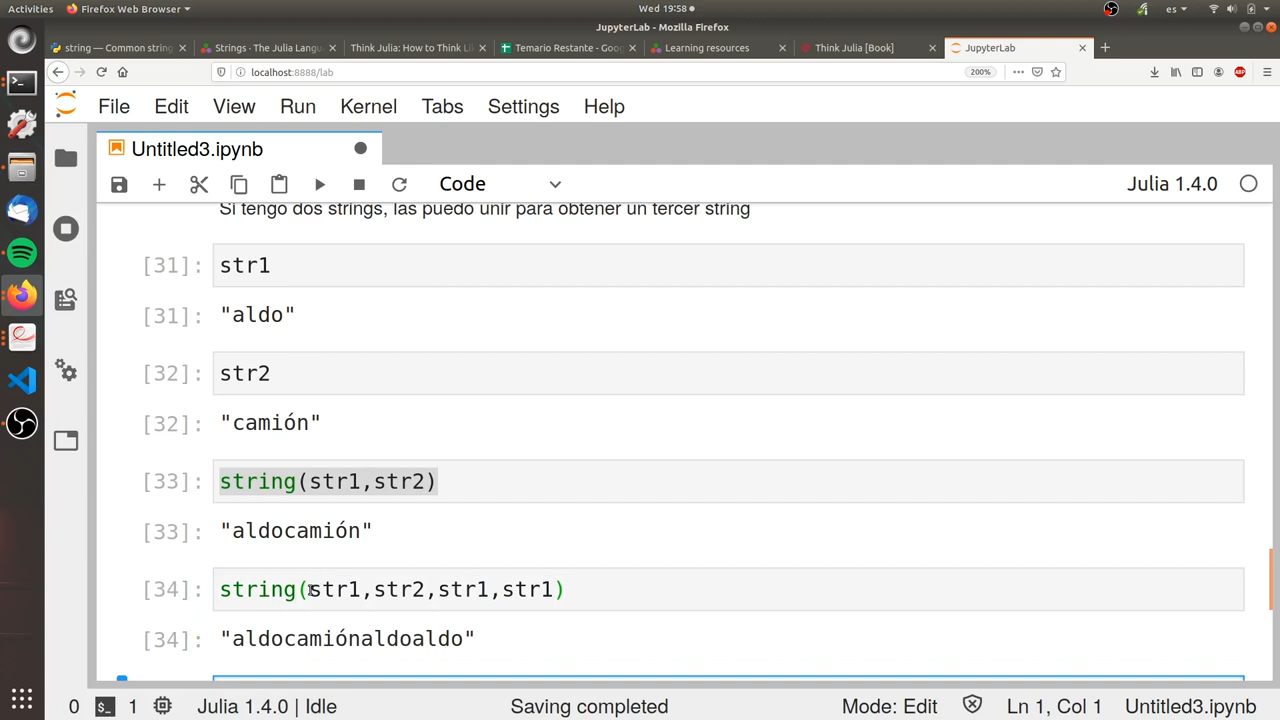 Activities Firefox Web Browser Wed 19:58 es
JupyterLab - Mozilla Firefox
string — Common string Strings · The Julia Langu Think Julia: How to Think Li Temario Restante - Goog Learning resources Think Julia [Book] JupyterLab
localhost:8888/lab 200%
File Edit View Run Kernel Tabs Settings Help
Untitled3.ipynb
Code Julia 1.4.0
Si tengo dos strings, las puedo unir para obtener un tercer string
[31]: str1
[31]: "aldo"
[32]: str2
[32]: "camión"
[33]: string(str1,str2)
[33]: "aldocamión"
[34]: string(str1,str2,str1,str1)
[34]: "aldocamiónaldoaldo"
0 1 Julia 1.4.0 | Idle Saving completed Mode: Edit Ln 1, Col 1 Untitled3.ipynb